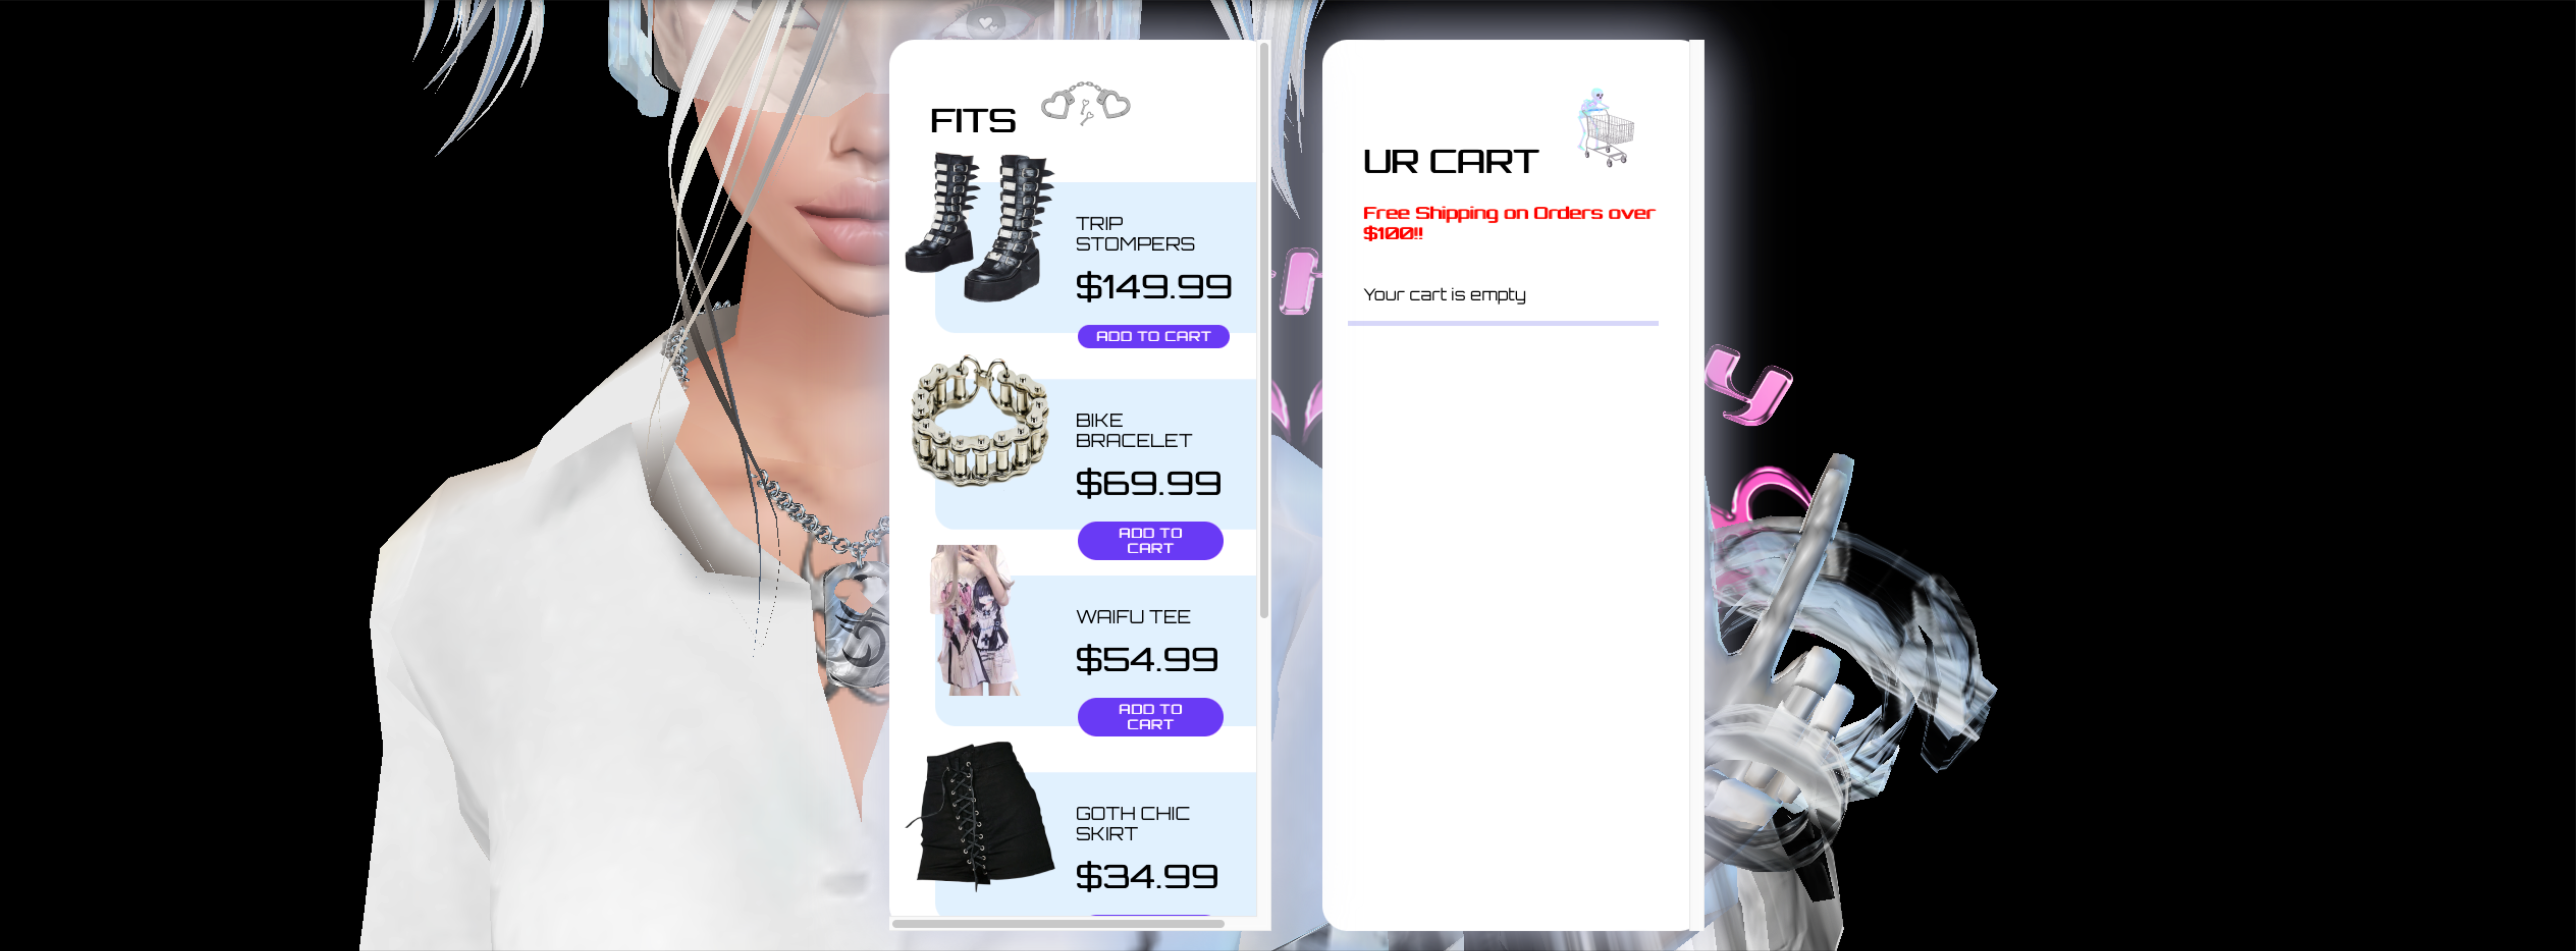 FITS
TRIP
STOMPERS
$149.99
ADD TO CART
BIKE
BRACELET
$69.99
ADD TO
CART
WAIFU TEE
$54.99
ADD TO
CART
GOTH CHIC
SKIRT
$34.99
UR CART
Free Shipping on Orders over
$100!!
Your cart is empty
y